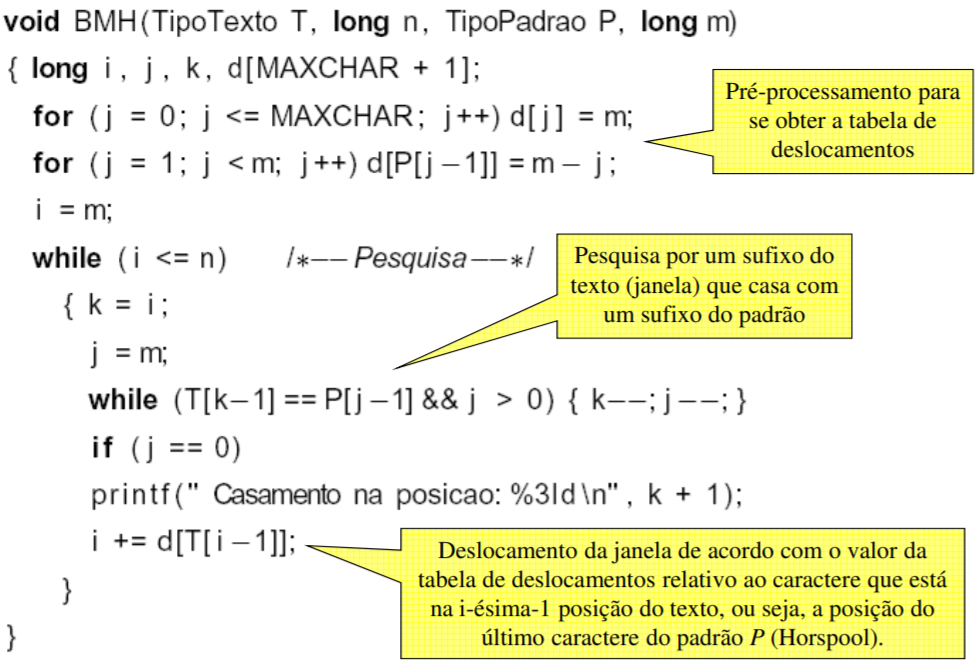 void BMH(TipoTexto T, long n, TipoPadrao P, long m)
{ long i, j, k, d[MAXCHAR + 1];
for (j = 0; j <= MAXCHAR; j++) d[j] = m;
for (j = 1; j < m; j++) d[P[j−1]] = m − j;
Pré-processamento para
se obter a tabela de
deslocamentos
i = m;
while (i <= n) /*−− Pesquisa −−*/
Pesquisa por um sufixo do
texto (janela) que casa com
um sufixo do padrão
{ k = i;
j = m;
while (T[k−1] == P[j−1] && j > 0) { k−−; j−−; }
if (j == 0)
printf(" Casamento na posicao: %3ld\n", k + 1);
i += d[T[i−1]];
Deslocamento da janela de acordo com o valor da
tabela de deslocamentos relativo ao caractere que está
na i-ésima-1 posição do texto, ou seja, a posição do
último caractere do padrão P (Horspool).
}
}